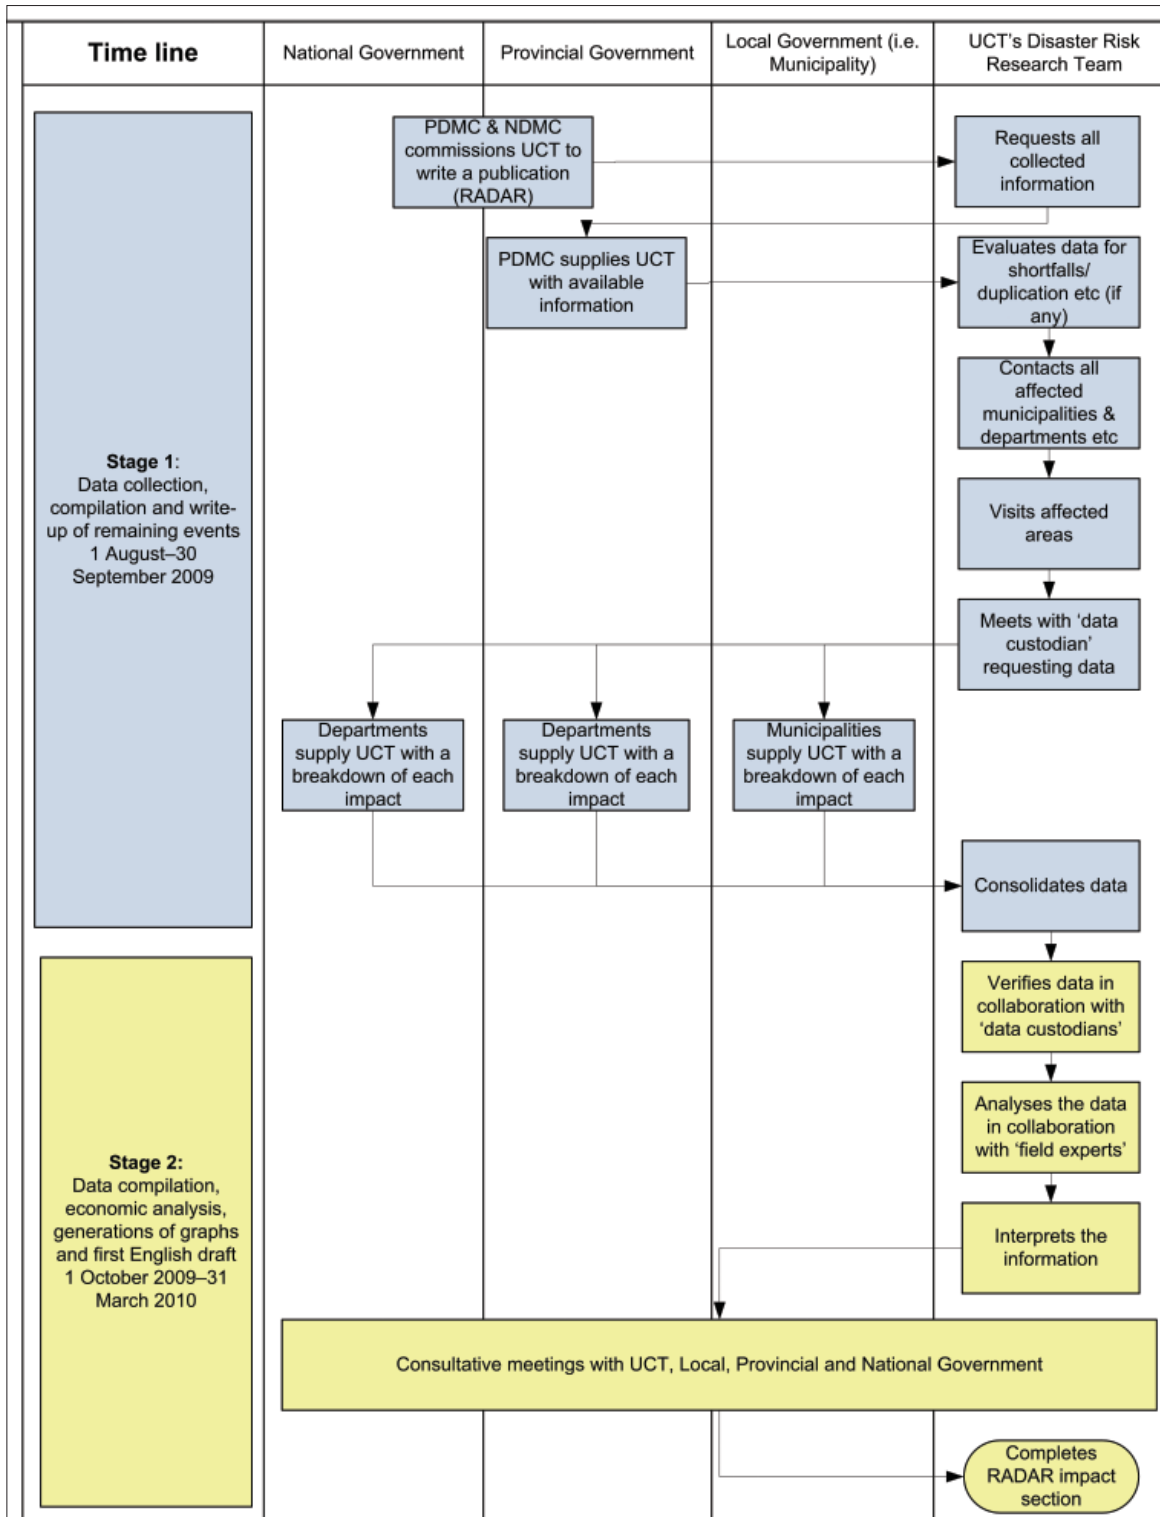 Time line
National Government
Provincial Government
Local Government (i.e.
Municipality)
UCT's Disaster Risk
Research Team
PDMC & NDMC
commissions UCT to
write a publication
(RADAR)
Requests all
collected
information
PDMC supplies UCT
with available
information
Evaluates data for
shortfalls/
duplication etc (if
any)
Contacts all
affected
municipalities &
departments etc
Stage 1:
Data collection,
compilation and write-
up of remaining events
1 August–30
September 2009
Visits affected
areas
Meets with ‘data
custodian’
requesting data
Departments
supply UCT with a
breakdown of each
impact
Departments
supply UCT with a
breakdown of each
impact
Municipalities
supply UCT with a
breakdown of each
impact
Consolidates data
Verifies data in
collaboration with
‘data custodians’
Analyses the data
in collaboration
with ‘field experts’
Stage 2:
Data compilation,
economic analysis,
generations of graphs
and first English draft
1 October 2009–31
March 2010
Interprets the
information
Consultative meetings with UCT, Local, Provincial and National Government
Completes
RADAR impact
section